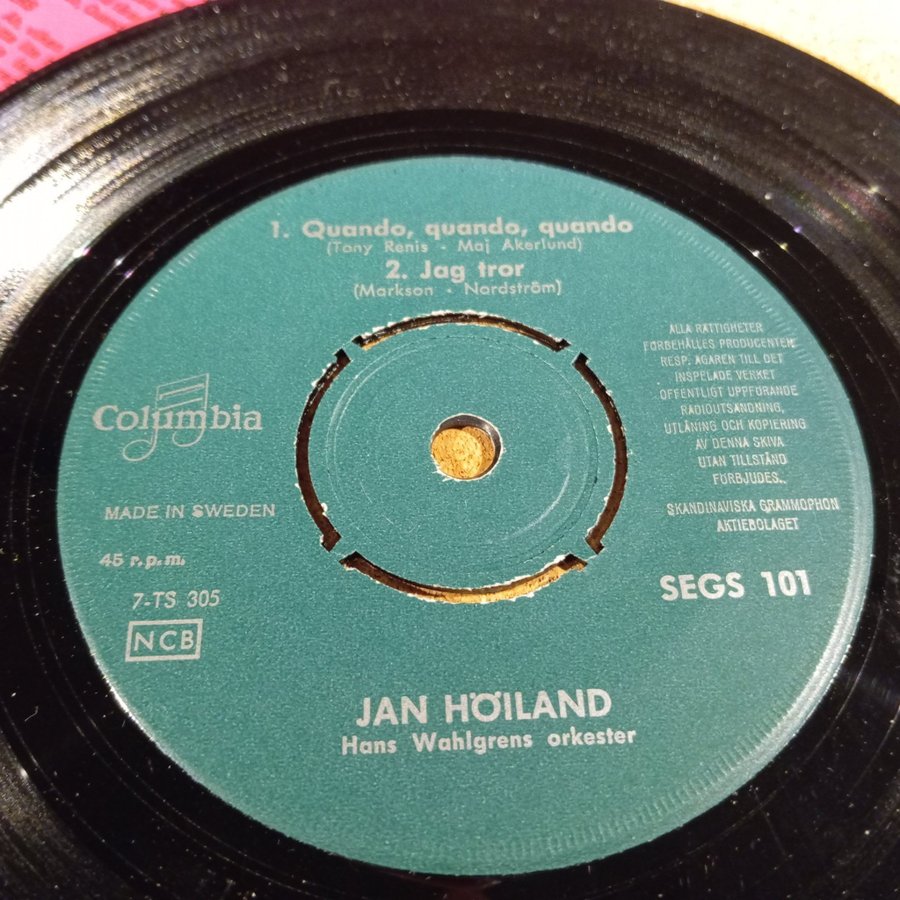 1. Quando, quando, quando
(Tony Renis - Maj Akerlund)
2. Jag tror
(Markson - Nordström)
Columbia
MADE IN SWEDEN
45 r.p.m.
7-TS 305
NCB
ALLA RÄTTIGHETER
FÖRBEHÅLLES PRODUCENTEN
RESP. ÄGAREN TILL DET
INSPELADE VERKET
OFFENTLIGT UPPFÖRANDE
RADIOUTSÄNDNING,
UTLÅNING OCH KOPIERING
AV DENNA SKIVA
UTAN TILLSTÅND
FÖRBJUDES.
SKANDINAVISKA GRAMMOPHON
AKTIEBOLAGET
SEGS 101
JAN HÖILAND
Hans Wahlgrens orkester